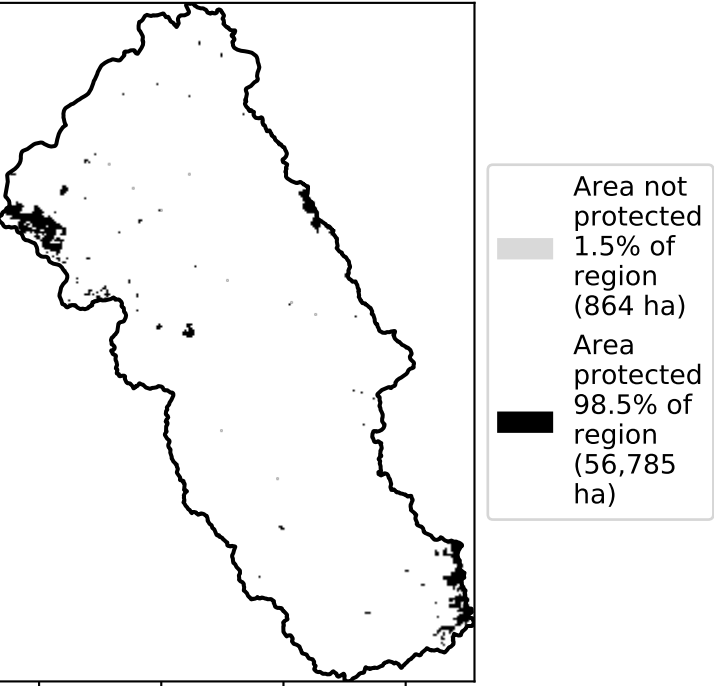 Area not
protected
1.5% of
region
(864 ha)
Area
protected
98.5% of
region
(56,785
ha)